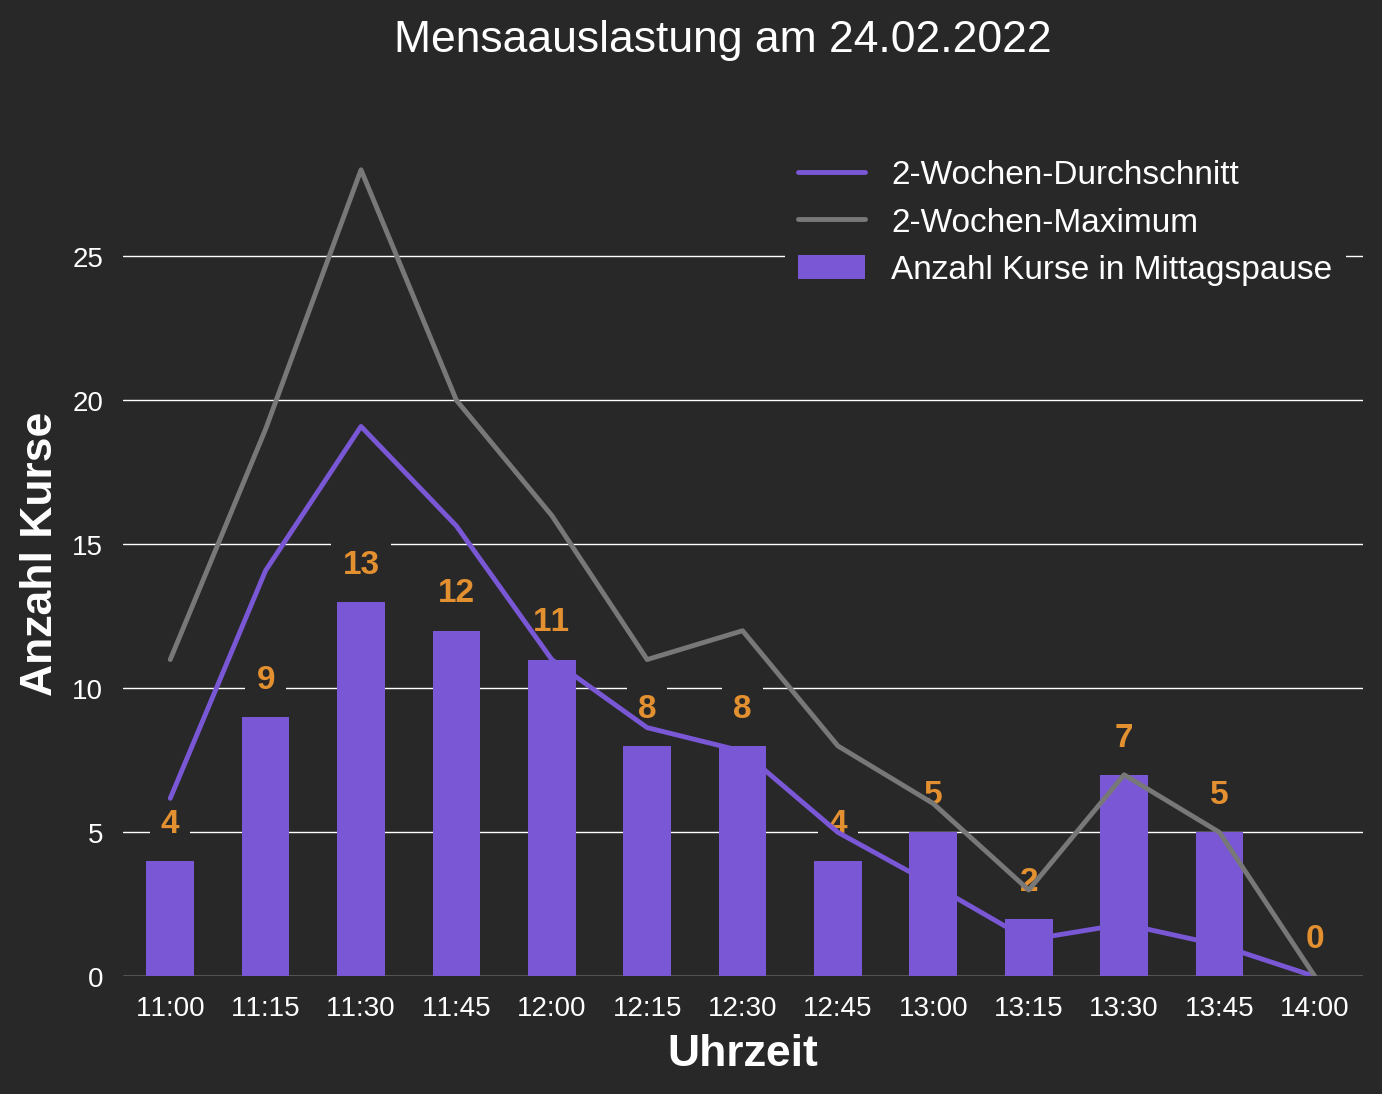 Mensaauslastung am 24.02.2022
2-Wochen-Durchschnitt
2-Wochen-Maximum
Anzahl Kurse in Mittagspause
Anzahl Kurse
25
20
15
10
5
0
4
9
13
12
11
8
8
4
5
2
7
5
0
11:00 11:15 11:30 11:45 12:00 12:15 12:30 12:45 13:00 13:15 13:30 13:45 14:00
Uhrzeit